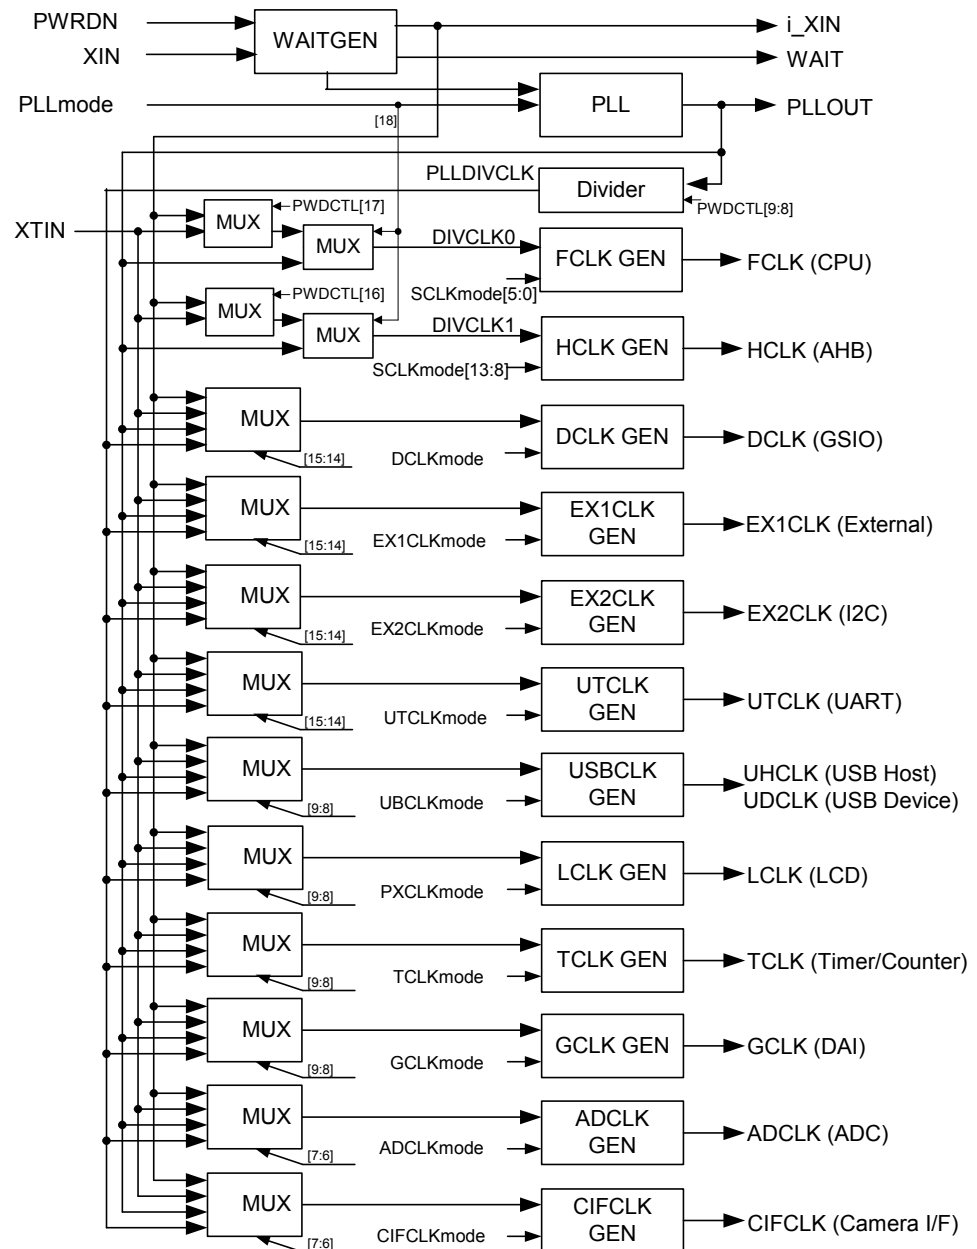 PWRDN
WAITGEN
i_XIN
XIN
WAIT
PLLmode
PLL
PLLOUT
[18]
PLLDIVCLK
Divider
PWDCTL[9:8]
PWDCTL[17]
MUX
XTIN
MUX
DIVCLK0
FCLK GEN
FCLK (CPU)
SCLKmode[5:0]
PWDCTL[16]
MUX
MUX
DIVCLK1
HCLK GEN
HCLK (AHB)
SCLKmode[13:8]
MUX
DCLK GEN
DCLK (GSIO)
[15:14]
DCLKmode
MUX
EX1CLK
GEN
EX1CLK (External)
[15:14]
EX1CLKmode
MUX
EX2CLK
GEN
EX2CLK (I2C)
[15:14]
EX2CLKmode
MUX
UTCLK
GEN
UTCLK (UART)
[15:14]
UTCLKmode
MUX
USBCLK
GEN
UHCLK (USB Host)
UDCLK (USB Device)
[9:8]
UBCLKmode
MUX
LCLK GEN
LCLK (LCD)
[9:8]
PXCLKmode
MUX
TCLK GEN
TCLK (Timer/Counter)
[9:8]
TCLKmode
MUX
GCLK GEN
GCLK (DAI)
[9:8]
GCLKmode
MUX
ADCLK
GEN
ADCLK (ADC)
[7:6]
ADCLKmode
MUX
CIFCLK
GEN
CIFCLK (Camera I/F)
[7:6]
CIFCLKmode